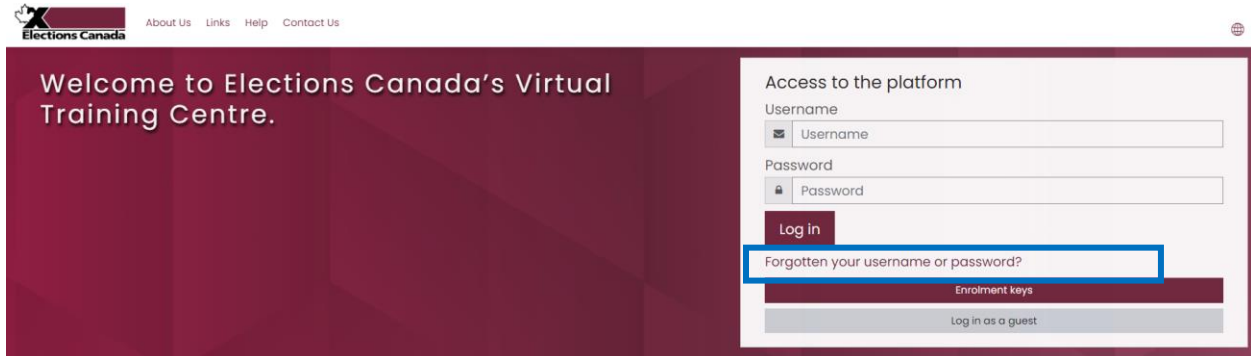 Elections Canada
About Us Links Help Contact Us
Welcome to Elections Canada's Virtual
Training Centre.
Access to the platform
Username
Username
Password
Password
Log in
Forgotten your username or password?
Enrolment keys
Log in as a guest